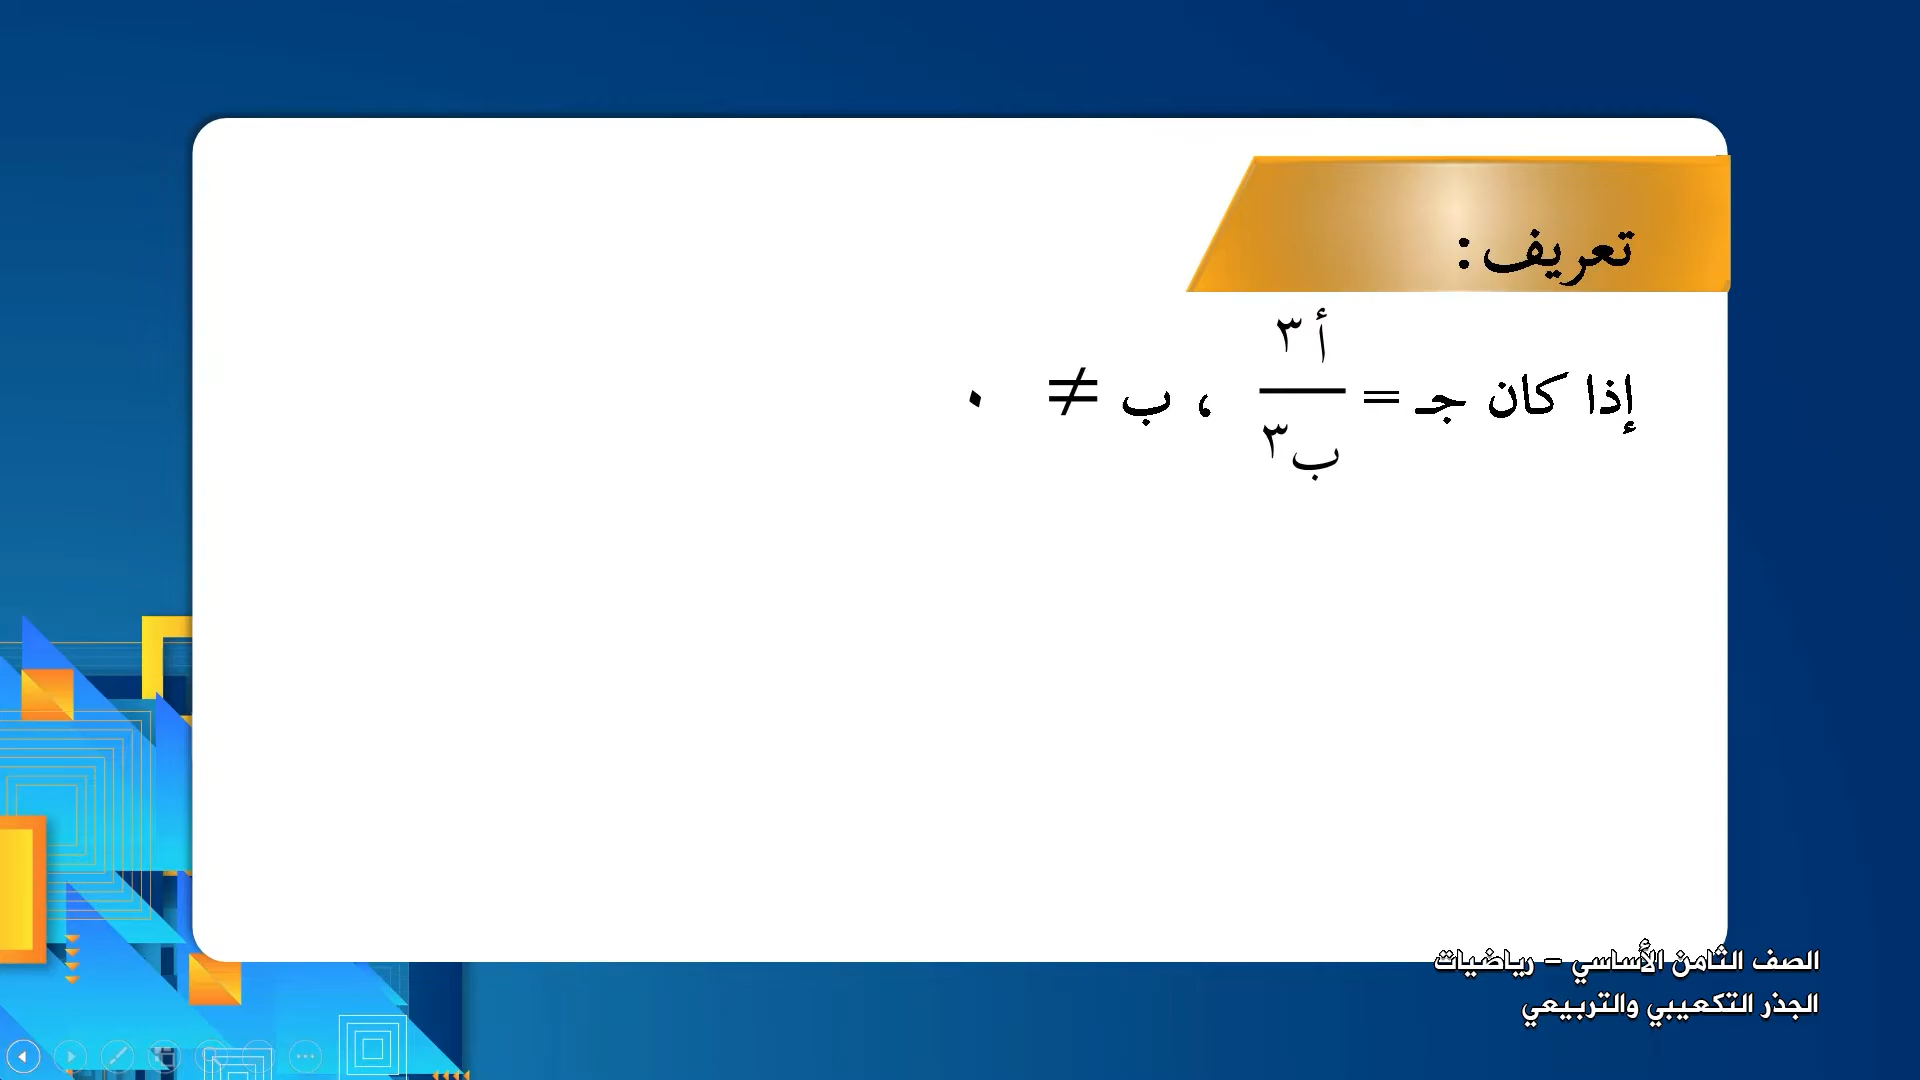 تعريف:
إذا كان جـ = أ٣/ب٣ ، ب ≠ ٠
الصف الثامن الأساسي - رياضيات
الجذر التكعيبي والتربيعي